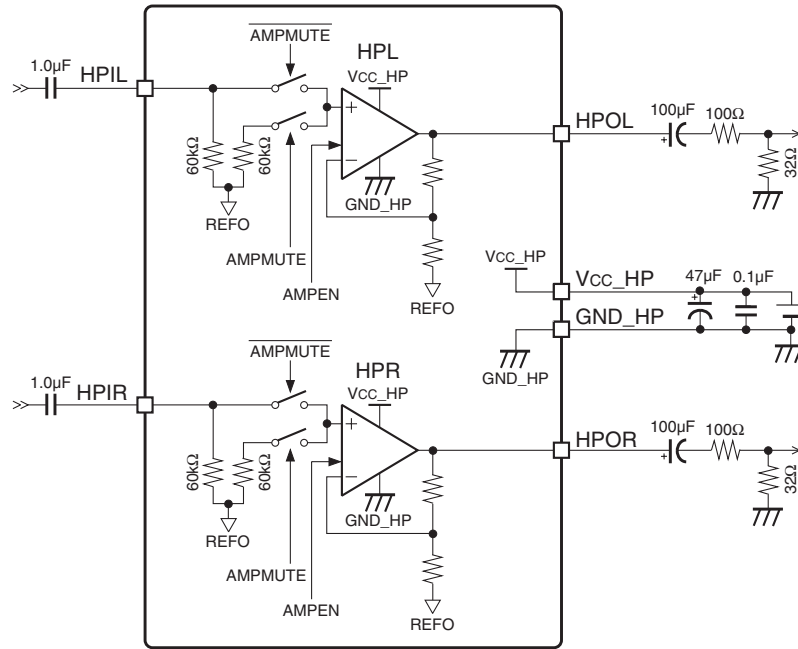 AMPMUTE
HPL
VCC_HP
1.0μF
HPIL
60kΩ
60kΩ
REFO
AMPMUTE
AMPEN
GND_HP
REFO
HPOL
100μF
100Ω
32Ω
VCC_HP
VCC_HP
47μF
0.1μF
GND_HP
GND_HP
AMPMUTE
HPR
VCC_HP
1.0μF
HPIR
60kΩ
60kΩ
REFO
AMPMUTE
AMPEN
GND_HP
REFO
HPOR
100μF
100Ω
32Ω